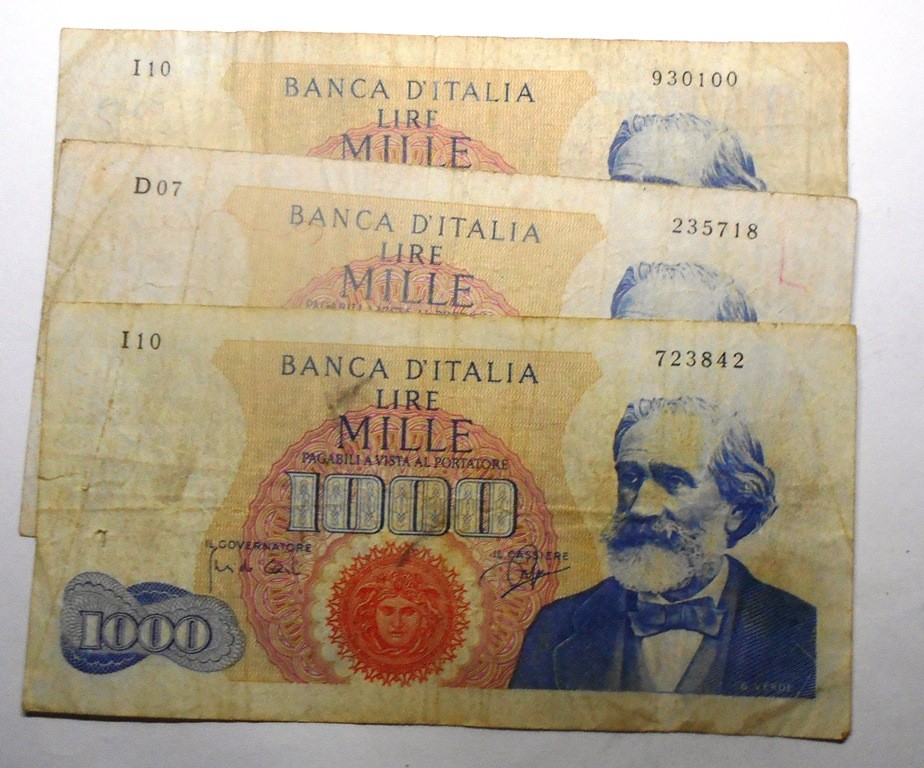 I10 930100
BANCA D'ITALIA
LIRE
MILLE
D07 235718
BANCA D'ITALIA
LIRE
MILLE
I10 723842
BANCA D'ITALIA
LIRE
MILLE
PAGABILI A VISTA AL PORTATORE
1000
IL GOVERNATORE
IL CASSIERE
1000
G. VERDI